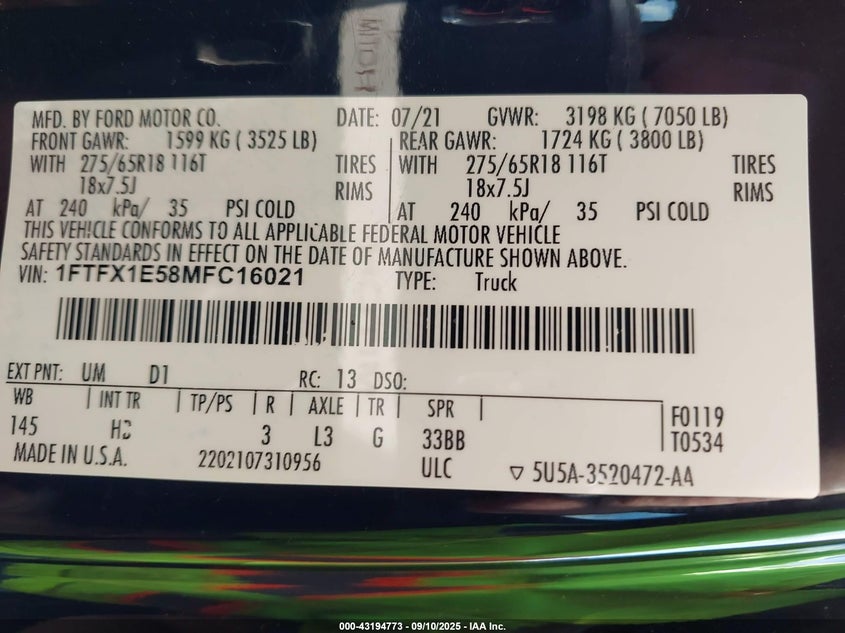 MFD. BY FORD MOTOR CO. DATE: 07/21 GVWR: 3198 KG ( 7050 LB)
FRONT GAWR: 1599 KG ( 3525 LB) REAR GAWR: 1724 KG ( 3800 LB)
WITH 275/65R18 116T TIRES WITH 275/65R18 116T TIRES
18x7.5J RIMS 18x7.5J RIMS
AT 240 kPa/ 35 PSI COLD AT 240 kPa/ 35 PSI COLD
THIS VEHICLE CONFORMS TO ALL APPLICABLE FEDERAL MOTOR VEHICLE
SAFETY STANDARDS IN EFFECT ON THE DATE OF MANUFACTURE SHOWN ABOVE.
VIN: 1FTFX1E58MFC16021 TYPE: Truck
EXT PNT: UM D1 RC: 13 DSO:
WB INT TR TP/PS R AXLE TR SPR F0119
145 3 L3 G 33BB T0534
MADE IN U.S.A. 2202107310956 ULC 5U5A-3520472-AA
000-43194773 - 09/10/2025 - IAA Inc.